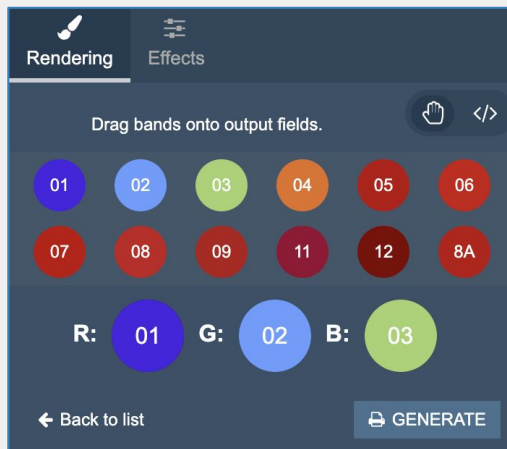 Rendering Effects
Drag bands onto output fields. </>
01 02 03 04 05 06
07 08 09 11 12 8A
R: 01 G: 02 B: 03
Back to list GENERATE